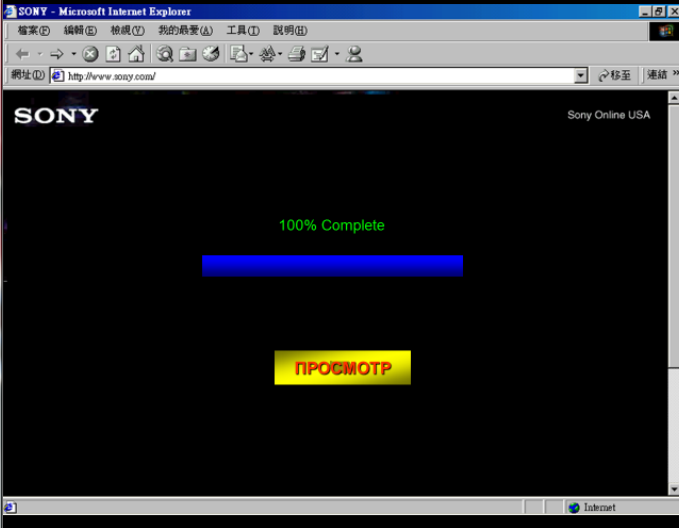 SONY - Microsoft Internet Explorer
檔案(F) 編輯(E) 檢視(V) 我的最愛(A) 工具(T) 說明(H)
網址(D) http://www.sony.com/ 移至 連結 »
SONY Sony Online USA
100% Complete
ПРОСМОТР
Internet